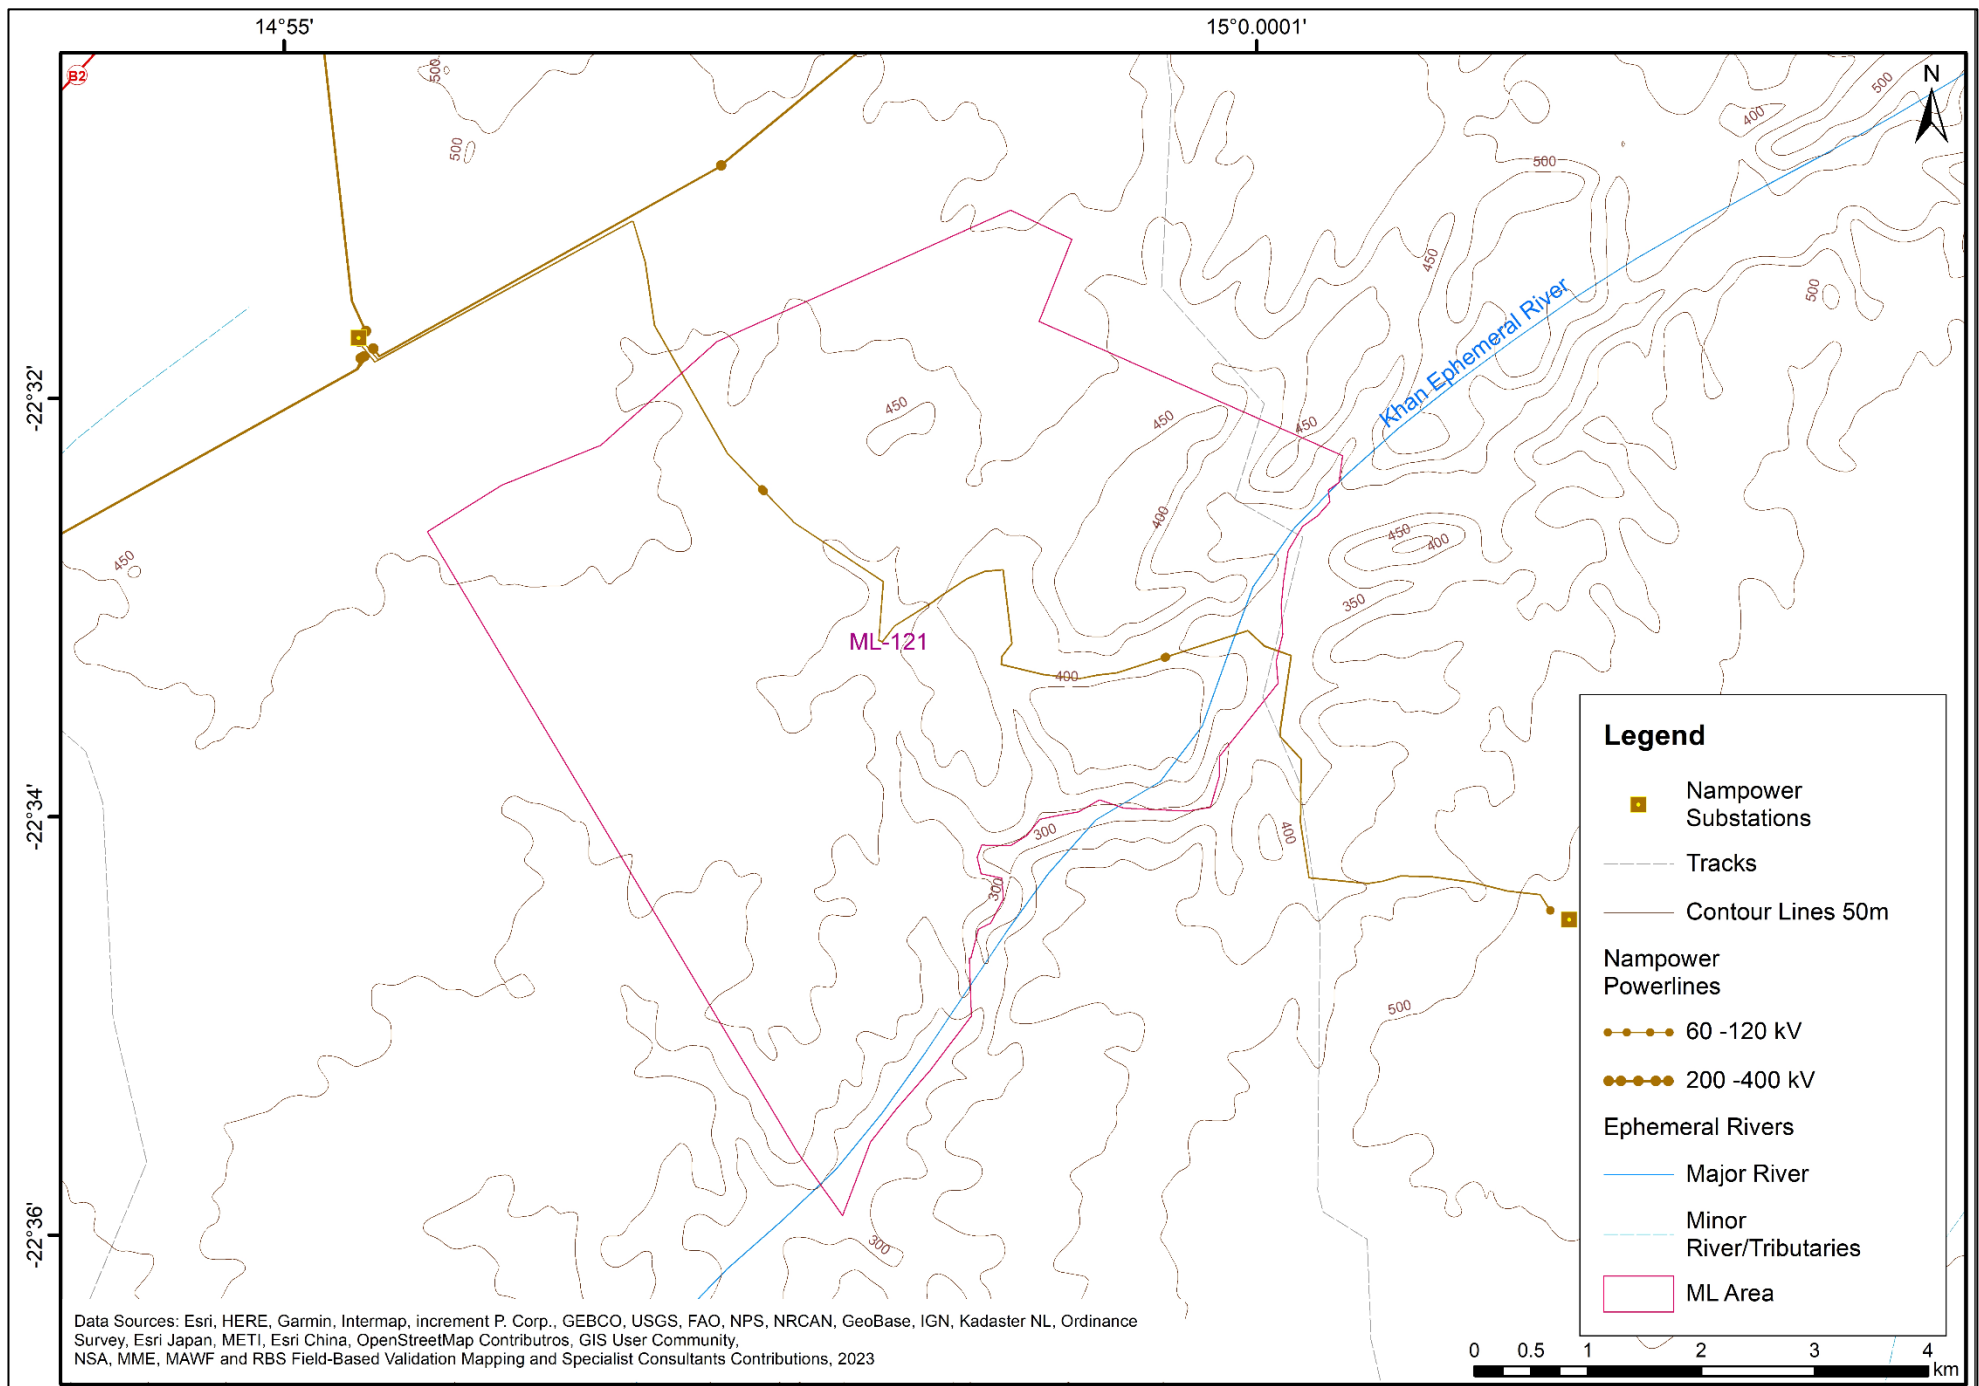 14°55'
15°0.0001'
B2
N
500
500
500
400
500
450
500
Khan Ephemeral River
-22°32'
450
450
450
400
450
400
450
350
ML-121
400
-22°34'
300
400
300
500
-22°36'
300
Legend
Nampower
Substations
Tracks
Contour Lines 50m
Nampower
Powerlines
60 -120 kV
200 -400 kV
Ephemeral Rivers
Major River
Minor
River/Tributaries
ML Area
Data Sources: Esri, HERE, Garmin, Intermap, increment P. Corp., GEBCO, USGS, FAO, NPS, NRCAN, GeoBase, IGN, Kadaster NL, Ordinance
Survey, Esri Japan, METI, Esri China, OpenStreetMap Contributros, GIS User Community,
NSA, MME, MAWF and RBS Field-Based Validation Mapping and Specialist Consultants Contributions, 2023
0 0.5 1 2 3 4
km